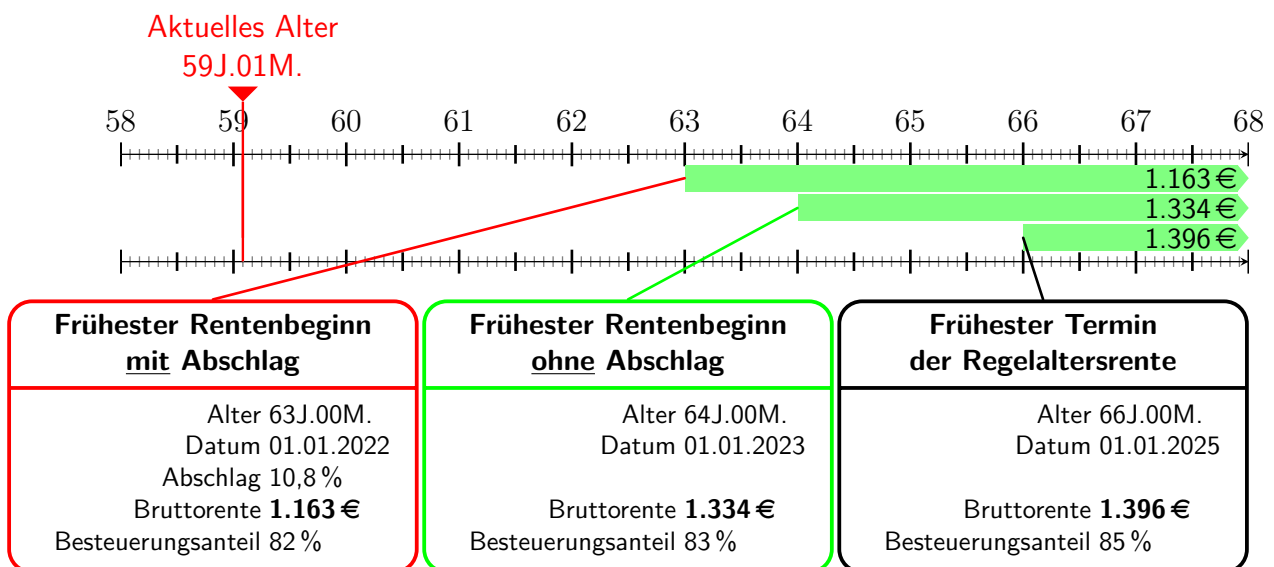 Aktuelles Alter
59J.01M.
58 59 60 61 62 63 64 65 66 67 68
1.163 €
1.334 €
1.396 €
Frühester Rentenbeginn
mit Abschlag
Alter 63J.00M.
Datum 01.01.2022
Abschlag 10,8 %
Bruttorente 1.163 €
Besteuerungsanteil 82 %
Frühester Rentenbeginn
ohne Abschlag
Alter 64J.00M.
Datum 01.01.2023
Bruttorente 1.334 €
Besteuerungsanteil 83 %
Frühester Termin
der Regelaltersrente
Alter 66J.00M.
Datum 01.01.2025
Bruttorente 1.396 €
Besteuerungsanteil 85 %